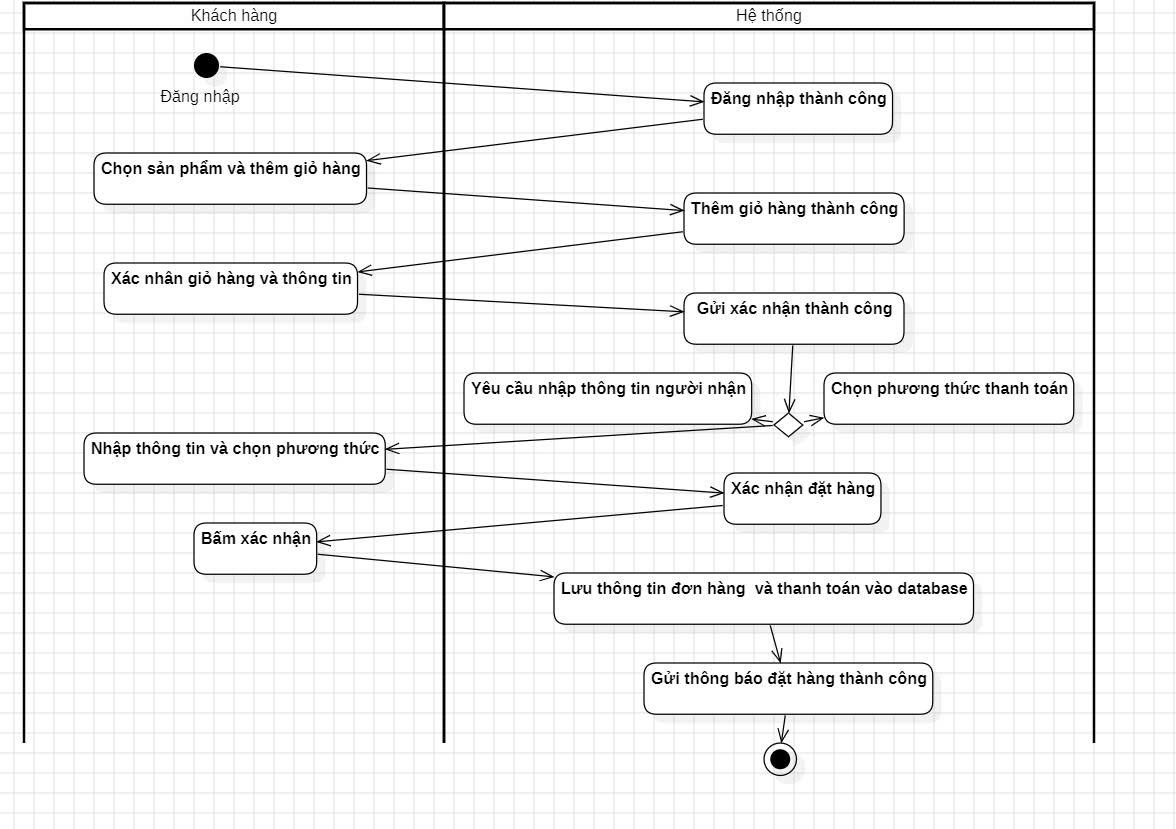 Khách hàng
Hệ thống
Đăng nhập
Đăng nhập thành công
Chọn sản phẩm và thêm giỏ hàng
Thêm giỏ hàng thành công
Xác nhân giỏ hàng và thông tin
Gửi xác nhận thành công
Yêu cầu nhập thông tin người nhận
Chọn phương thức thanh toán
Nhập thông tin và chọn phương thức
Xác nhận đặt hàng
Bấm xác nhận
Lưu thông tin đơn hàng  và thanh toán vào database
Gửi thông báo đặt hàng thành công